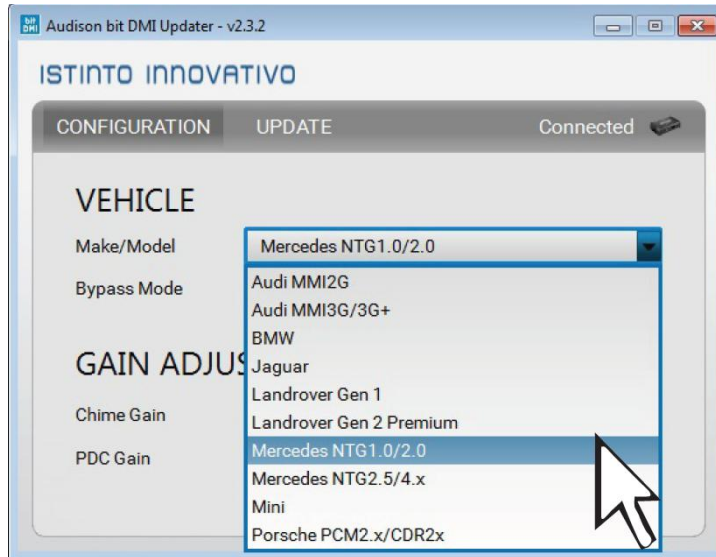 bit DMI Audison bit DMI Updater - v2.3.2
ISTINTO INNOVATIVO
CONFIGURATION UPDATE Connected
VEHICLE
Make/Model Mercedes NTG1.0/2.0
Bypass Mode
Audi MMI2G
Audi MMI3G/3G+
BMW
Jaguar
Landrover Gen 1
Landrover Gen 2 Premium
Mercedes NTG1.0/2.0
Mercedes NTG2.5/4.x
Mini
Porsche PCM2.x/CDR2x
GAIN ADJUS
Chime Gain
PDC Gain